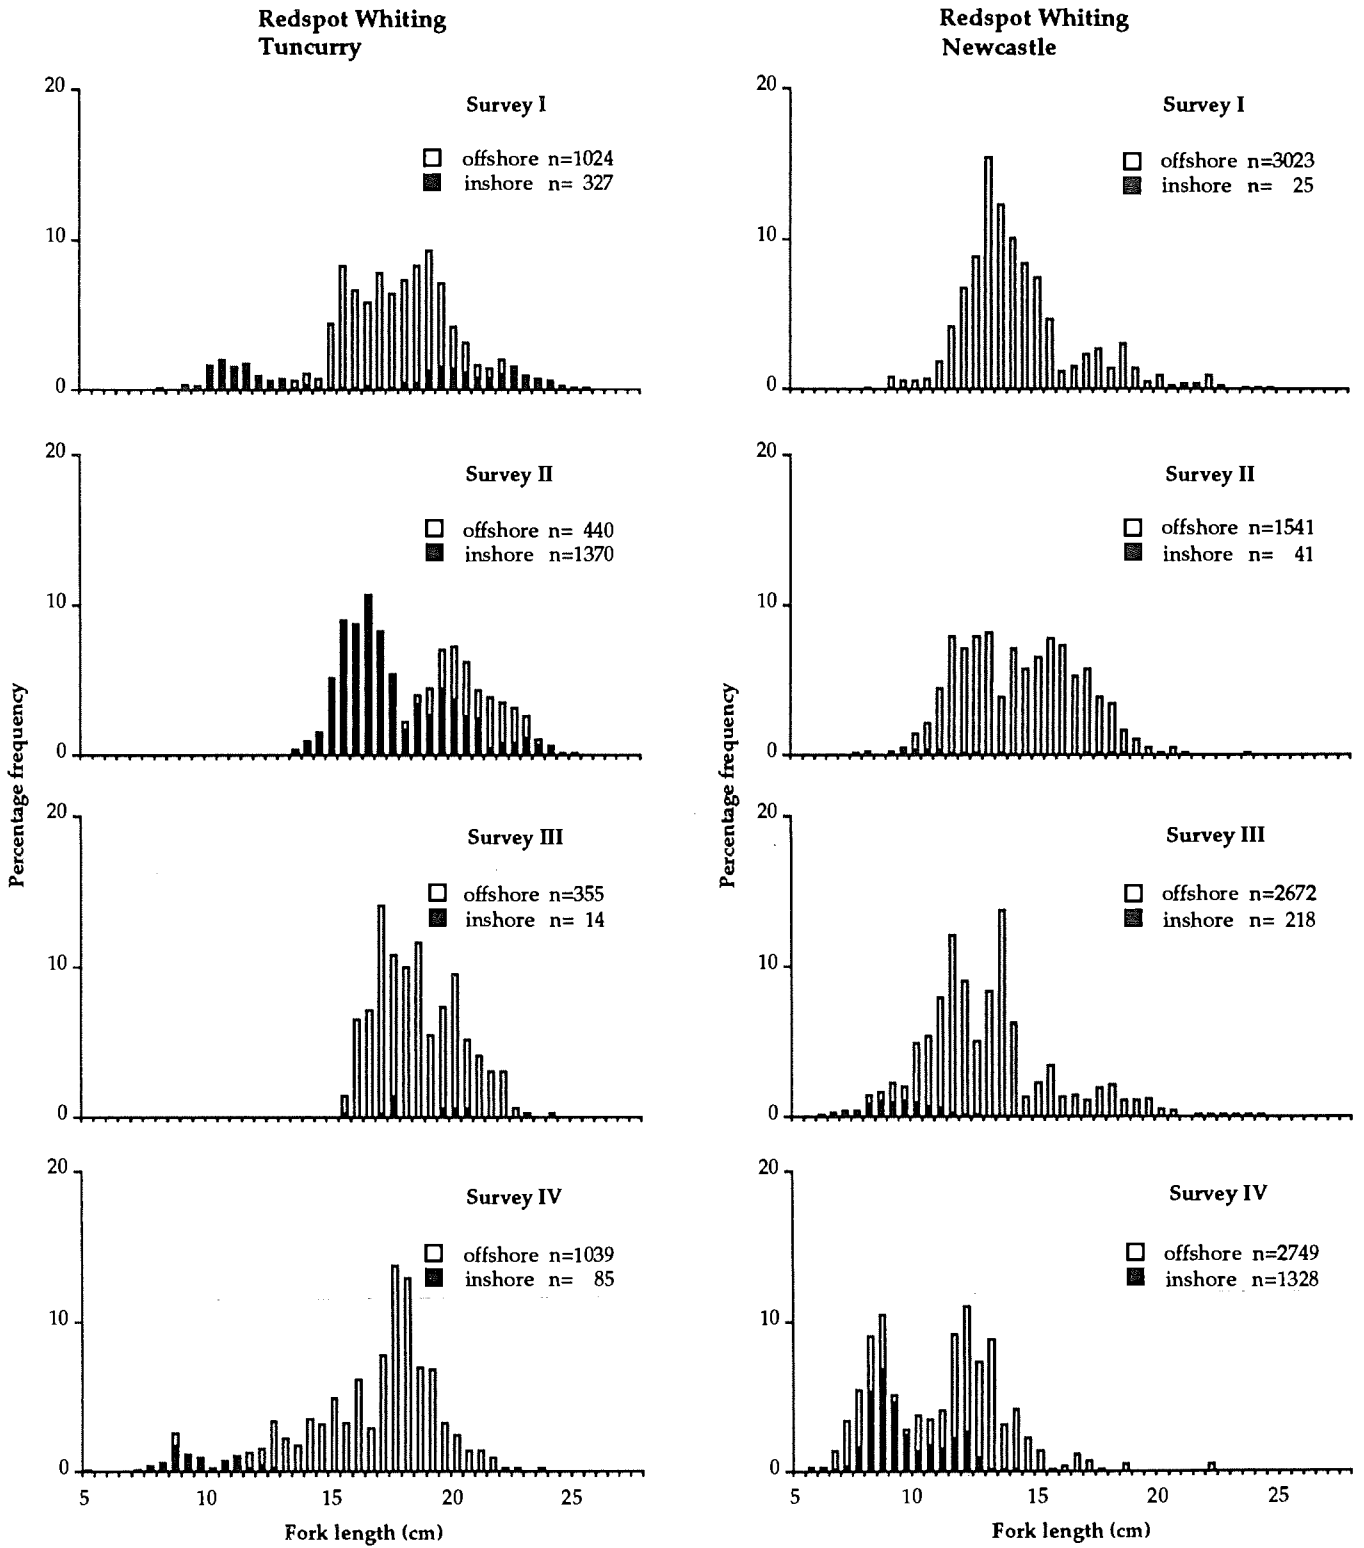 Redspot Whiting
Tuncurry
20
10
0
Survey I
offshore n=1024
inshore n= 327
20
10
0
Survey II
offshore n= 440
inshore n=1370
20
10
0
Survey III
offshore n=355
inshore n= 14
20
10
0
Survey IV
offshore n=1039
inshore n= 85
5 10 15 20 25
Fork length (cm)
Percentage frequency
Redspot Whiting
Newcastle
20
10
0
Survey I
offshore n=3023
inshore n= 25
20
10
0
Survey II
offshore n=1541
inshore n= 41
20
10
0
Survey III
offshore n=2672
inshore n= 218
20
10
0
Survey IV
offshore n=2749
inshore n=1328
5 10 15 20 25
Fork length (cm)
Percentage frequency